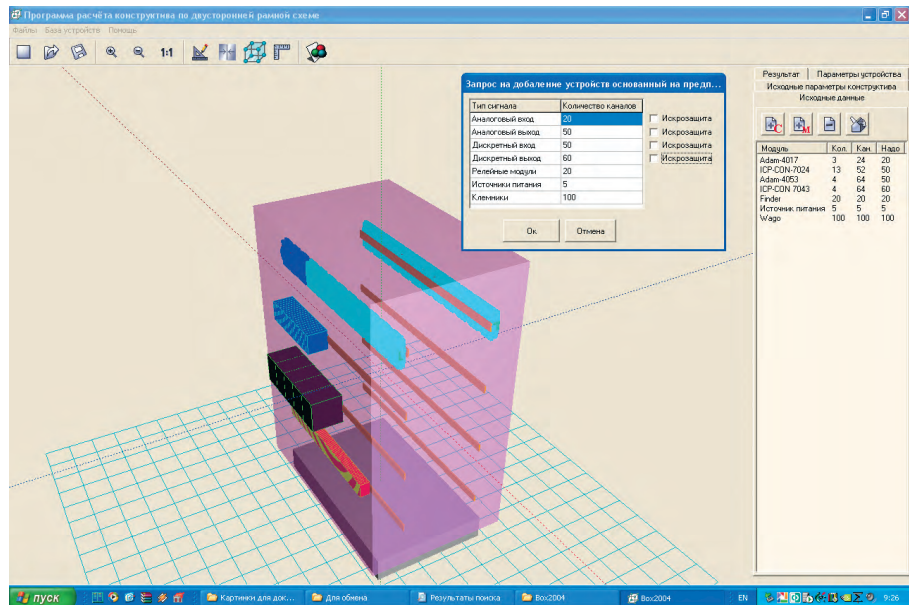 Программа расчёта конструктива по двусторонней рамной схеме
Файлы База устройств Помощь
1:1
Результат Параметры устройства
Исходные параметры конструктива
Исходные данные
Запрос на добаление устройств основанный на предп...
Тип сигнала Количество каналов
Аналоговый вход 20 Искрозащита
Аналоговый выход 50 Искрозащита
Дискретный вход 50 Искрозащита
Дискретный выход 60 Искрозащита
Релейные модули 20
Источники питания 5
Клемники 100
Ок Отмена
Модуль Кол. Кан. Надо
Adam-4017 3 24 20
ICP-CON-7024 13 52 50
Adam-4053 4 64 50
ICP-CON 7043 4 64 60
Finder 20 20 20
Источник питания 5 5 5
Wago 100 100 100
пуск Картинки для док... Для обнена Результаты поиска Box2004 Box2004 EN 9:26